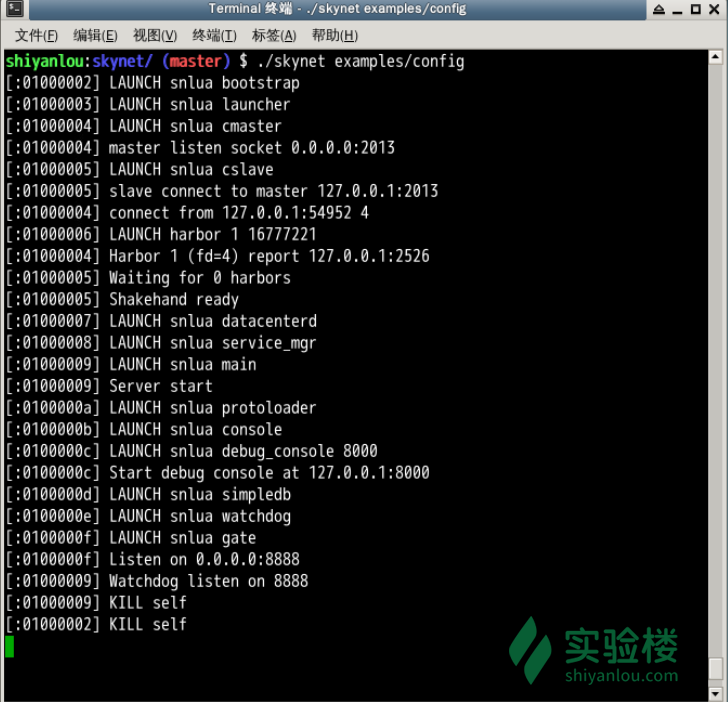 Terminal 终端 - ./skynet examples/config
文件(F) 编辑(E) 视图(V) 终端(T) 标签(A) 帮助(H)
shiyanlou:skynet/ (master) $ ./skynet examples/config
[:01000002] LAUNCH snlua bootstrap
[:01000003] LAUNCH snlua launcher
[:01000004] LAUNCH snlua cmaster
[:01000004] master listen socket 0.0.0.0:2013
[:01000005] LAUNCH snlua cslave
[:01000005] slave connect to master 127.0.0.1:2013
[:01000004] connect from 127.0.0.1:54952 4
[:01000006] LAUNCH harbor 1 16777221
[:01000004] Harbor 1 (fd=4) report 127.0.0.1:2526
[:01000005] Waiting for 0 harbors
[:01000005] Shakehand ready
[:01000007] LAUNCH snlua datacenterd
[:01000008] LAUNCH snlua service_mgr
[:01000009] LAUNCH snlua main
[:01000009] Server start
[:0100000a] LAUNCH snlua protoloader
[:0100000b] LAUNCH snlua console
[:0100000c] LAUNCH snlua debug_console 8000
[:0100000c] Start debug console at 127.0.0.1:8000
[:0100000d] LAUNCH snlua simpledb
[:0100000e] LAUNCH snlua watchdog
[:0100000f] LAUNCH snlua gate
[:0100000f] Listen on 0.0.0.0:8888
[:01000009] Watchdog listen on 8888
[:01000009] KILL self
[:01000002] KILL self
实验楼
shiyanlou.com